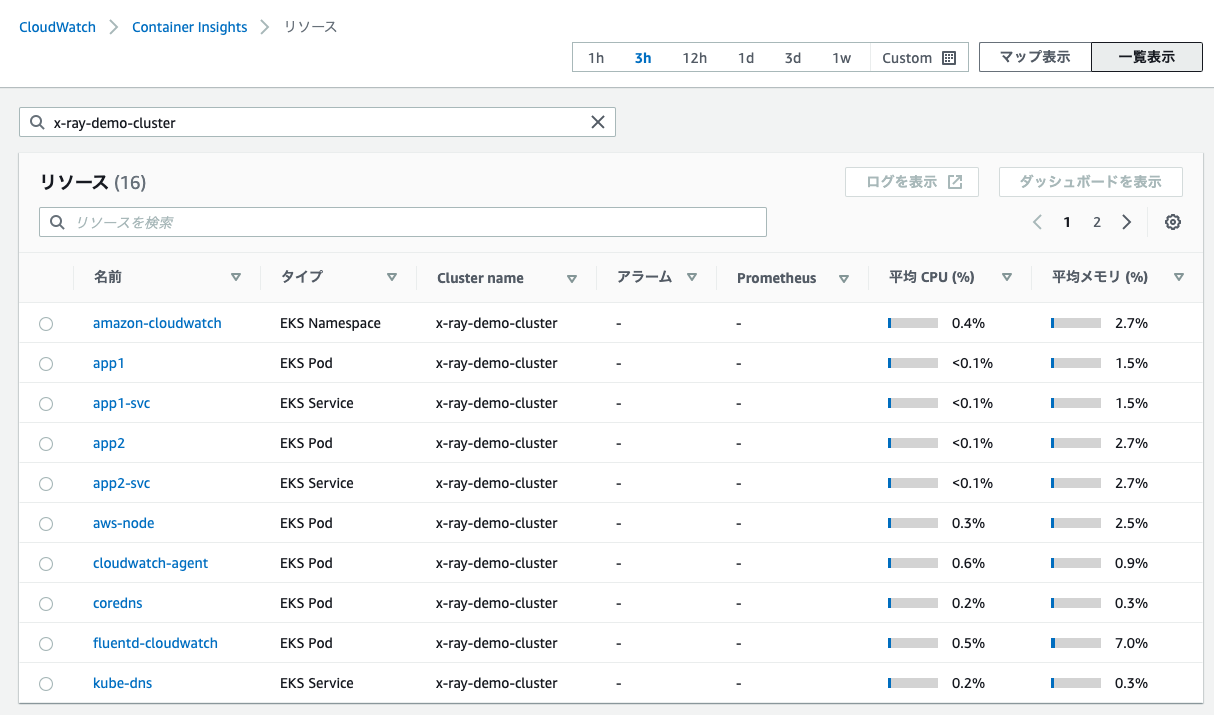 CloudWatch > Container Insights > リソース
1h 3h 12h 1d 3d 1w Custom マップ表示 一覧表示
x-ray-demo-cluster
リソース (16) ログを表示 ダッシュボードを表示
リソースを検索 1 2
名前 タイプ Cluster name アラーム Prometheus 平均 CPU (%) 平均メモリ (%)
amazon-cloudwatch EKS Namespace x-ray-demo-cluster - - 0.4% 2.7%
app1 EKS Pod x-ray-demo-cluster - - <0.1% 1.5%
app1-svc EKS Service x-ray-demo-cluster - - <0.1% 1.5%
app2 EKS Pod x-ray-demo-cluster - - <0.1% 2.7%
app2-svc EKS Service x-ray-demo-cluster - - <0.1% 2.7%
aws-node EKS Pod x-ray-demo-cluster - - 0.3% 2.5%
cloudwatch-agent EKS Pod x-ray-demo-cluster - - 0.6% 0.9%
coredns EKS Pod x-ray-demo-cluster - - 0.2% 0.3%
fluentd-cloudwatch EKS Pod x-ray-demo-cluster - - 0.5% 7.0%
kube-dns EKS Service x-ray-demo-cluster - - 0.2% 0.3%